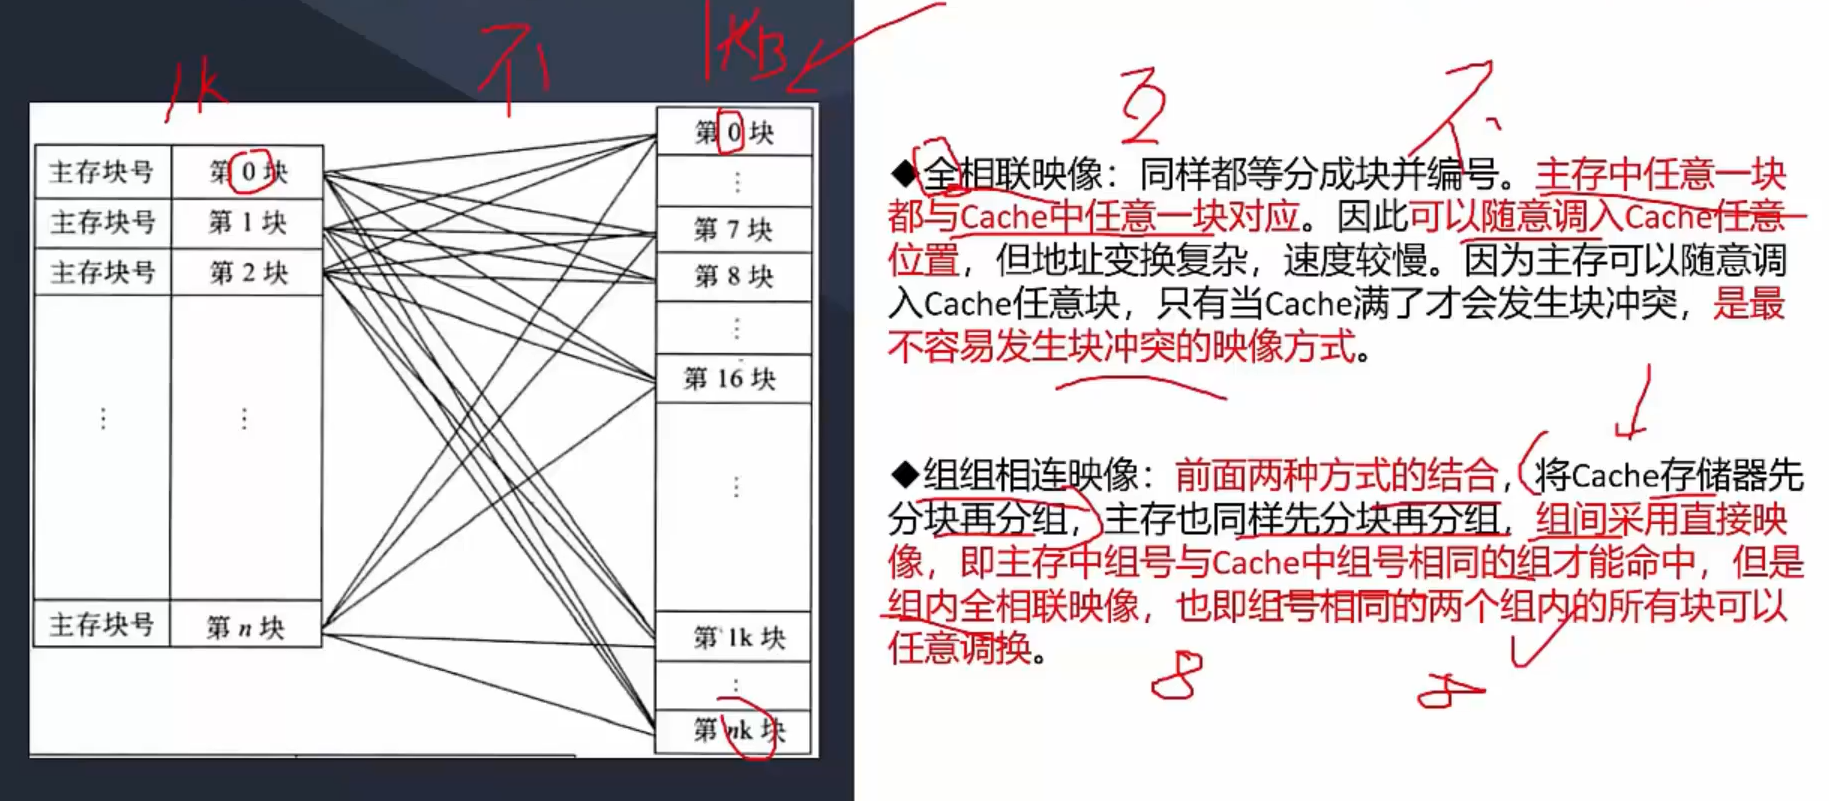 1k
不
1KB
主存块号 第 0 块
主存块号 第 1 块
主存块号 第 2 块
⋮ ⋮
主存块号 第 n 块
第 0 块
⋮
第 7 块
第 8 块
⋮
第 16 块
⋮
第 1k 块
⋮
第 nk 块
不
◆全相联映像：同样都等分成块并编号。主存中任意一块
都与Cache中任意一块对应。因此可以随意调入Cache任意
位置，但地址变换复杂，速度较慢。因为主存可以随意调
入Cache任意块，只有当Cache满了才会发生块冲突，是最
不容易发生块冲突的映像方式。
◆组组相连映像：前面两种方式的结合，将Cache存储器先
分块再分组，主存也同样先分块再分组，组间采用直接映
像，即主存中组号与Cache中组号相同的组才能命中，但是
组内全相联映像，也即组号相同的两个组内的所有块可以
任意调换。
8